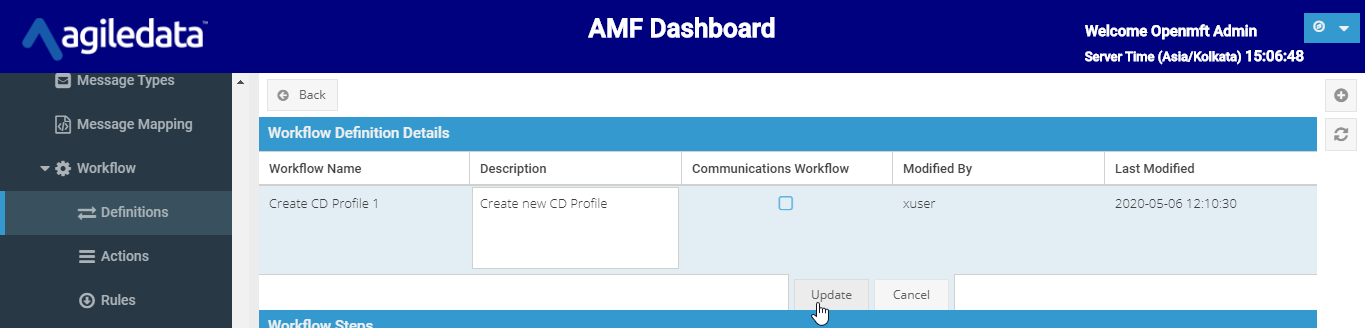 agiledata™
AMF Dashboard
Welcome Openmft Admin
Server Time (Asia/Kolkata) 15:06:48
Message Types
Message Mapping
Workflow
Definitions
Actions
Rules
Back
Workflow Definition Details
Workflow Name Description Communications Workflow Modified By Last Modified
Create CD Profile 1 Create new CD Profile xuser 2020-05-06 12:10:30
Update Cancel
Workflow Steps